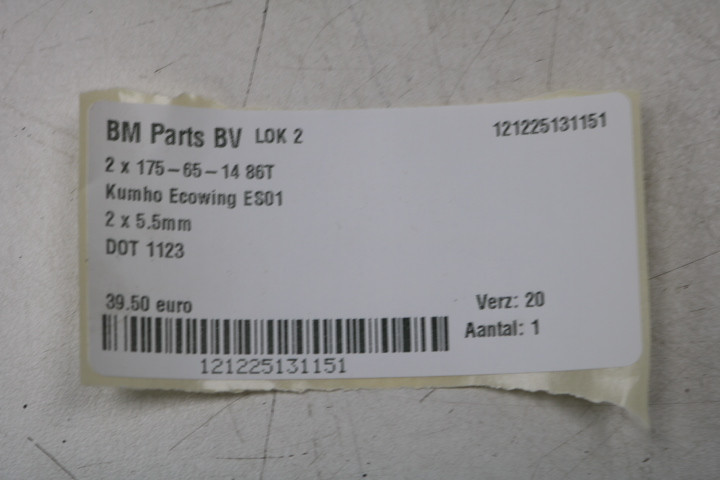 BM Parts BV LOK 2
121225131151
2 x 175-65-14 86T
Kumho Ecowing ES01
2 x 5.5mm
DOT 1123
39.50 euro
Verz: 20
Aantal: 1
121225131151